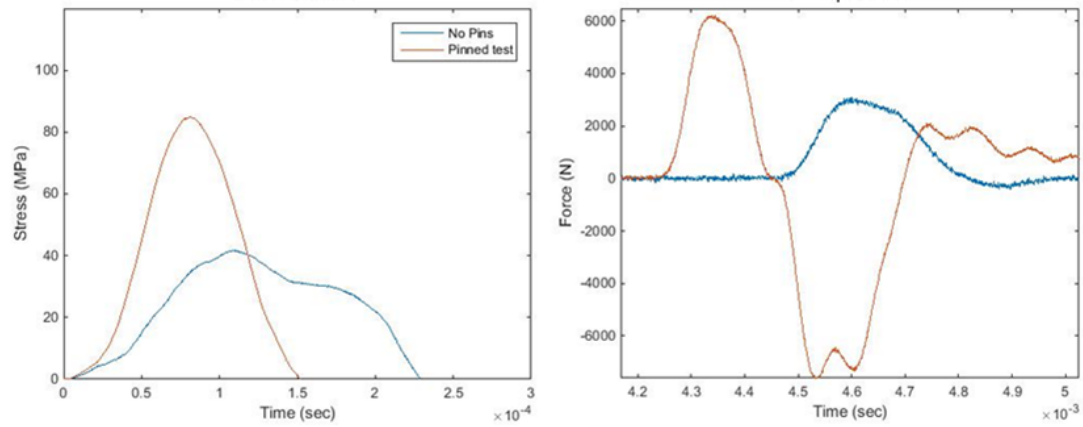 No Pins
Pinned test
100
80
60
40
20
0
Stress (MPa)
0 0.5 1 1.5 2 2.5 3
Time (sec)
×10-4
6000
4000
2000
0
-2000
-4000
-6000
Force (N)
4.2 4.3 4.4 4.5 4.6 4.7 4.8 4.9 5
Time (sec)
×10-3